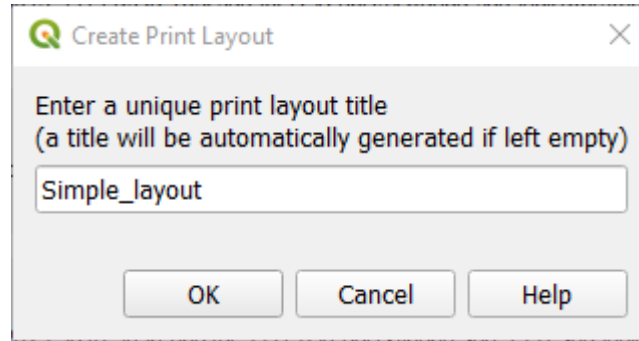 Create Print Layout
Enter a unique print layout title
(a title will be automatically generated if left empty)
Simple_layout
OK Cancel Help